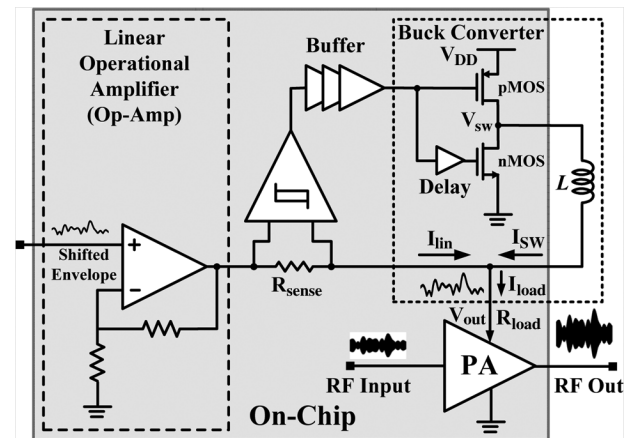 Linear
Operational
Amplifier
(Op-Amp)
Buffer
Buck Converter
VDD
pMOS
Vsw
nMOS
Delay
L
Shifted
Envelope
+
−
Rsense
Ilin
ISW
Iload
Vout
Rload
PA
RF Input
RF Out
On-Chip